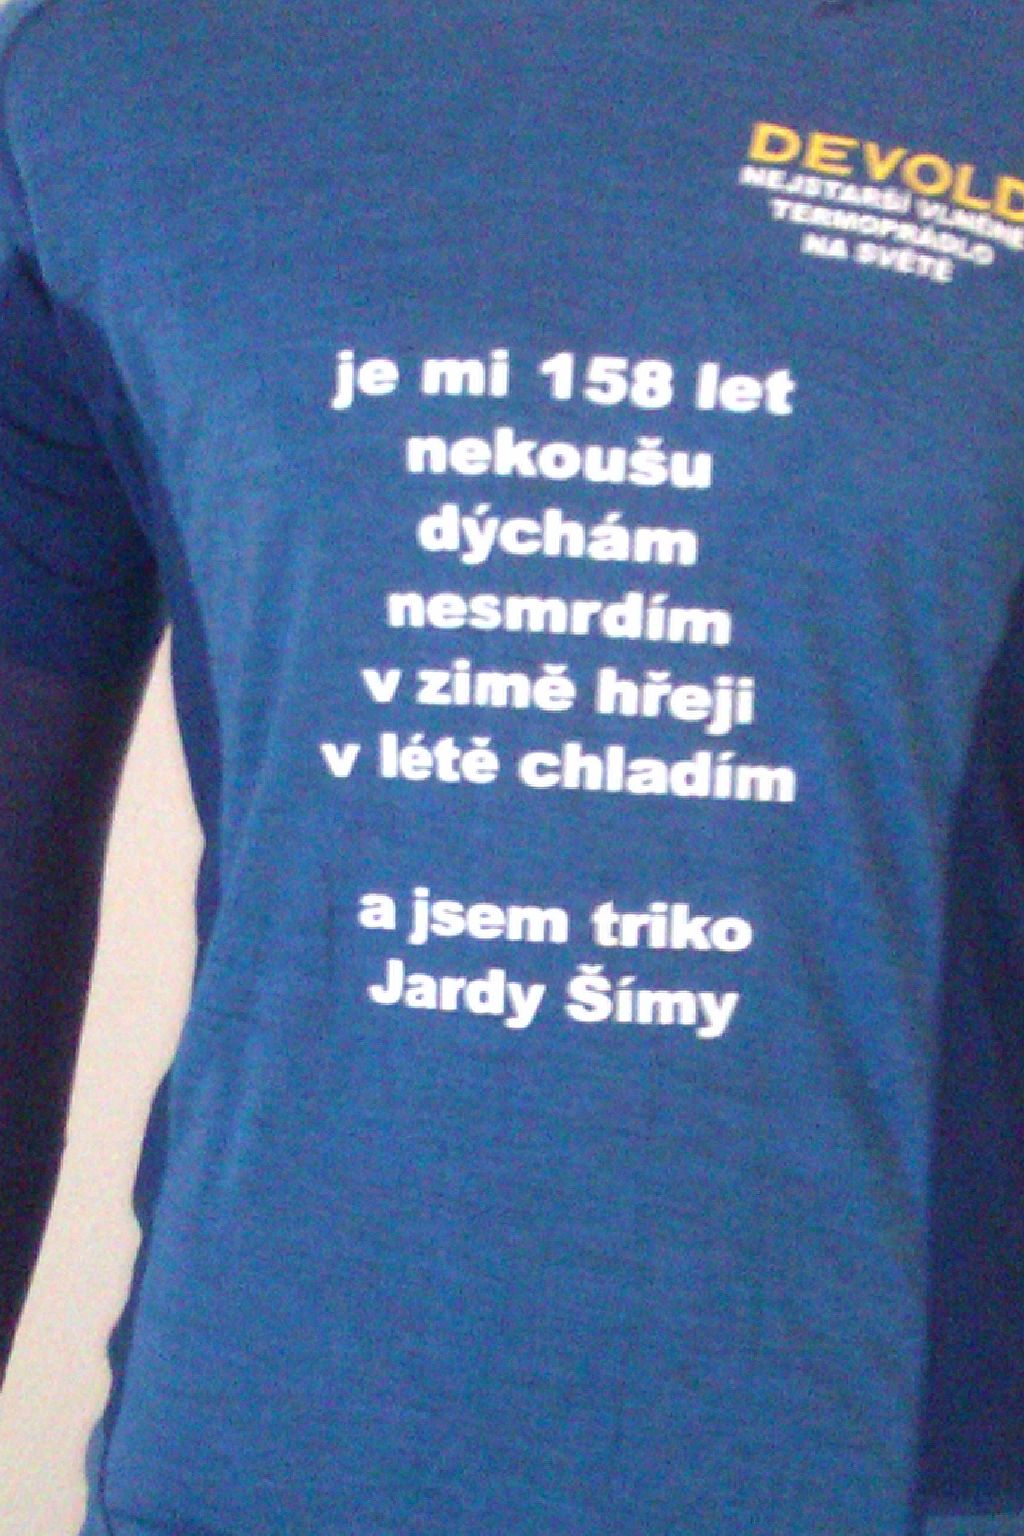 DEVOLD
NEJSTARŠÍ VLNĚNÉ
TERMOPRÁDLO
NA SVĚTĚ
je mi 158 let
nekoušu
dýchám
nesmrdím
v zimě hřeji
v létě chladím
a jsem triko
Jardy Šímy